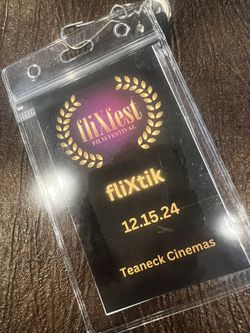 fliXfest
FILM FESTIVAL
fliXtik
12.15.24
Teaneck Cinemas